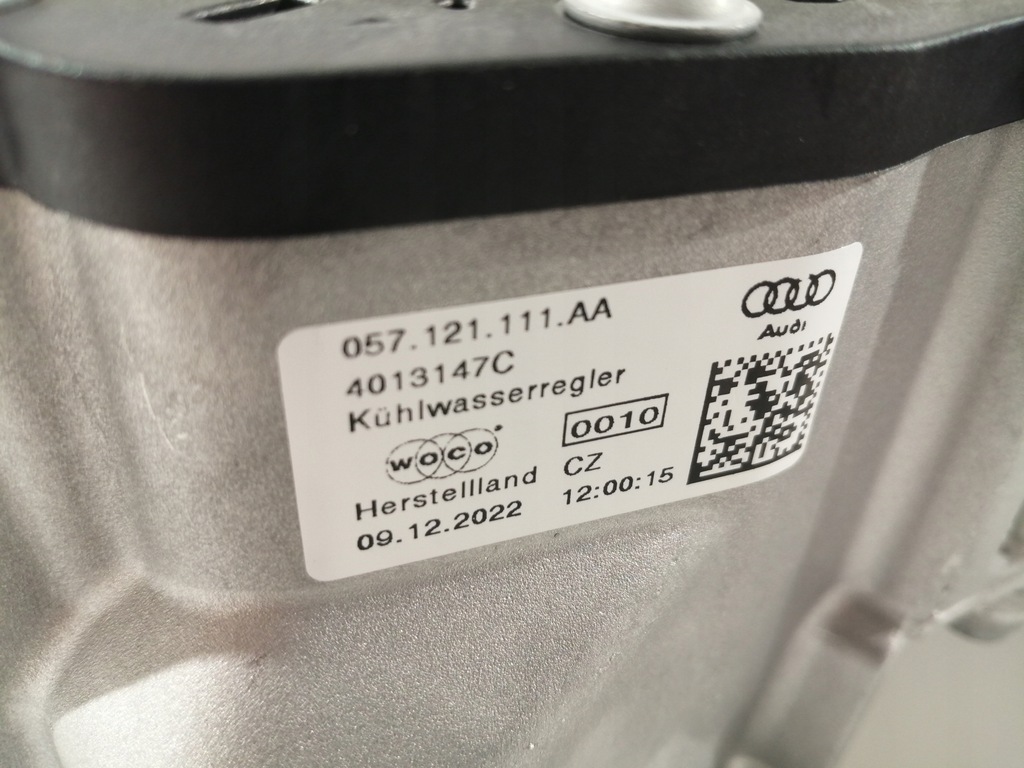 057.121.111.AA
4013147C
Kühlwasserregler
woco
0010
Herstellland CZ
09.12.2022 12:00:15
Audi